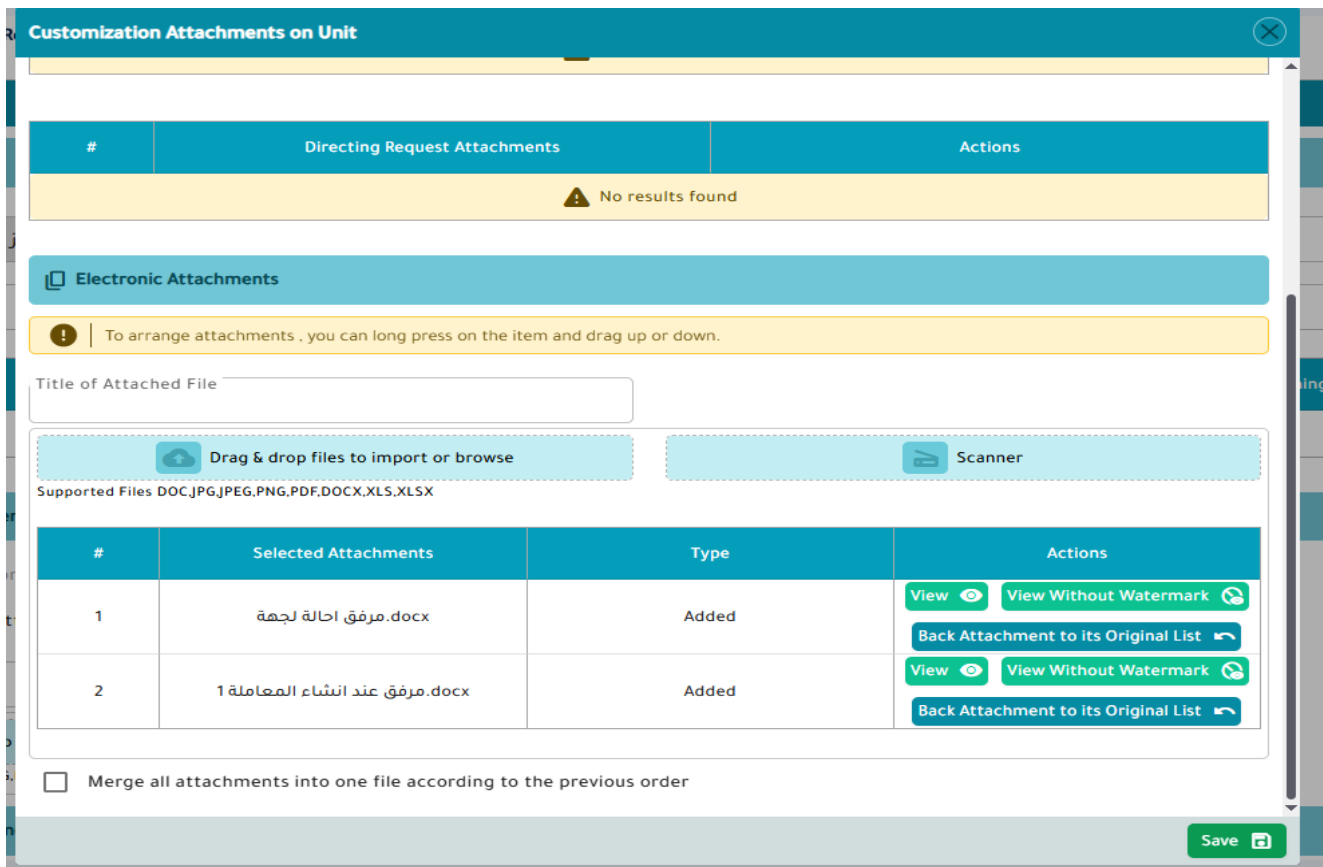 Customization Attachments on Unit
# Directing Request Attachments Actions
No results found
Electronic Attachments
To arrange attachments , you can long press on the item and drag up or down.
Title of Attached File
Drag & drop files to import or browse
Scanner
Supported Files DOC,JPG,JPEG,PNG,PDF,DOCX,XLS,XLSX
# Selected Attachments Type Actions
1 مرفق احالة لجهة.docx Added View View Without Watermark
Back Attachment to its Original List
2 مرفق عند انشاء المعاملة 1.docx Added View View Without Watermark
Back Attachment to its Original List
Merge all attachments into one file according to the previous order
Save